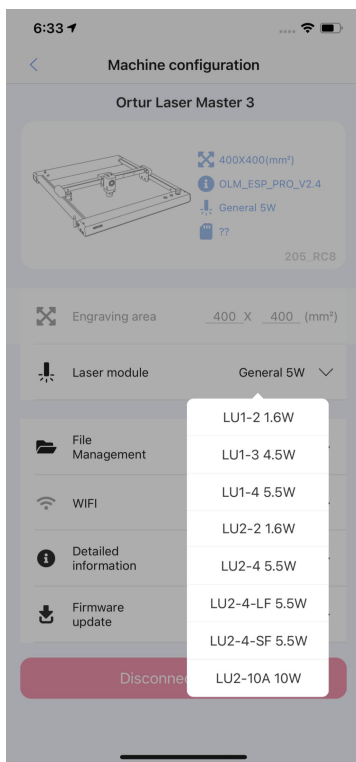 6:33
Machine configuration
Ortur Laser Master 3
400X400(mm²)
OLM_ESP_PRO_V2.4
General 5W
??
205_RC8
Engraving area 400 X 400 (mm²)
Laser module General 5W
LU1-2 1.6W
LU1-3 4.5W
LU1-4 5.5W
LU2-2 1.6W
LU2-4 5.5W
LU2-4-LF 5.5W
LU2-4-SF 5.5W
LU2-10A 10W
File
Management
WIFI
Detailed
information
Firmware
update